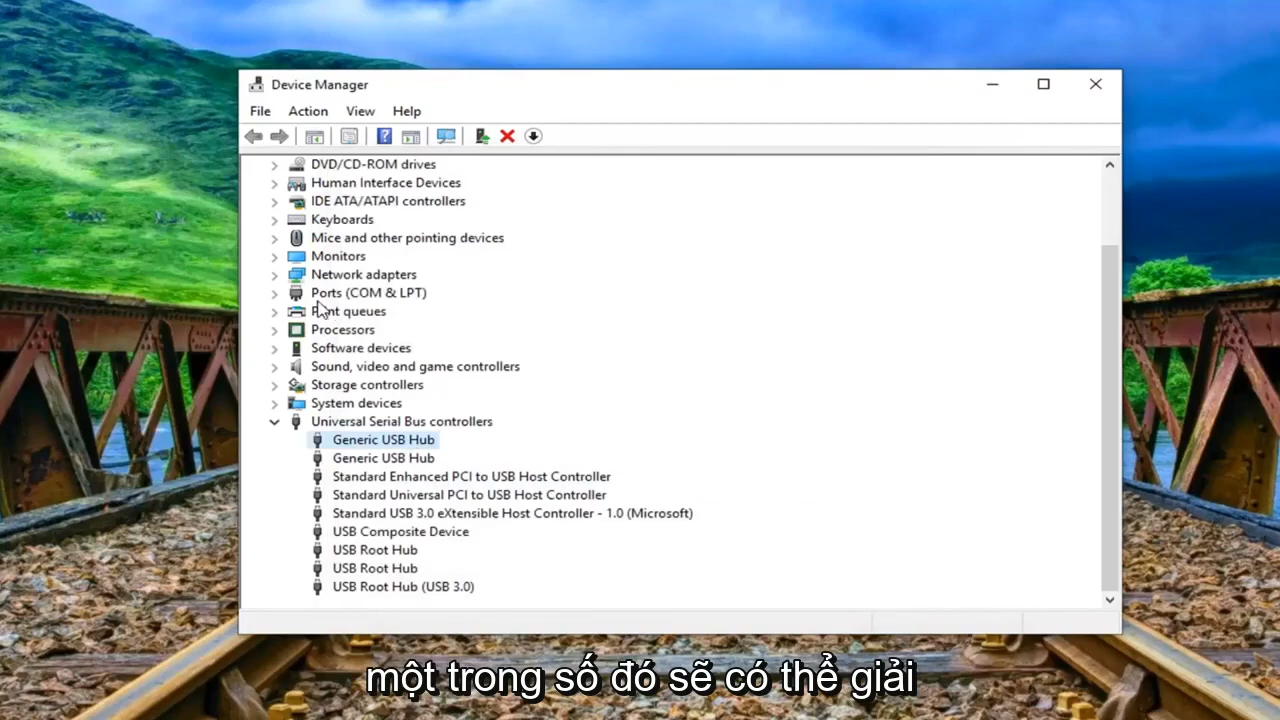 Device Manager
File Action View Help
DVD/CD-ROM drives
Human Interface Devices
IDE ATA/ATAPI controllers
Keyboards
Mice and other pointing devices
Monitors
Network adapters
Ports (COM & LPT)
Print queues
Processors
Software devices
Sound, video and game controllers
Storage controllers
System devices
Universal Serial Bus controllers
Generic USB Hub
Generic USB Hub
Standard Enhanced PCI to USB Host Controller
Standard Universal PCI to USB Host Controller
Standard USB 3.0 eXtensible Host Controller - 1.0 (Microsoft)
USB Composite Device
USB Root Hub
USB Root Hub
USB Root Hub (USB 3.0)
một trong số đó sẽ có thể giải